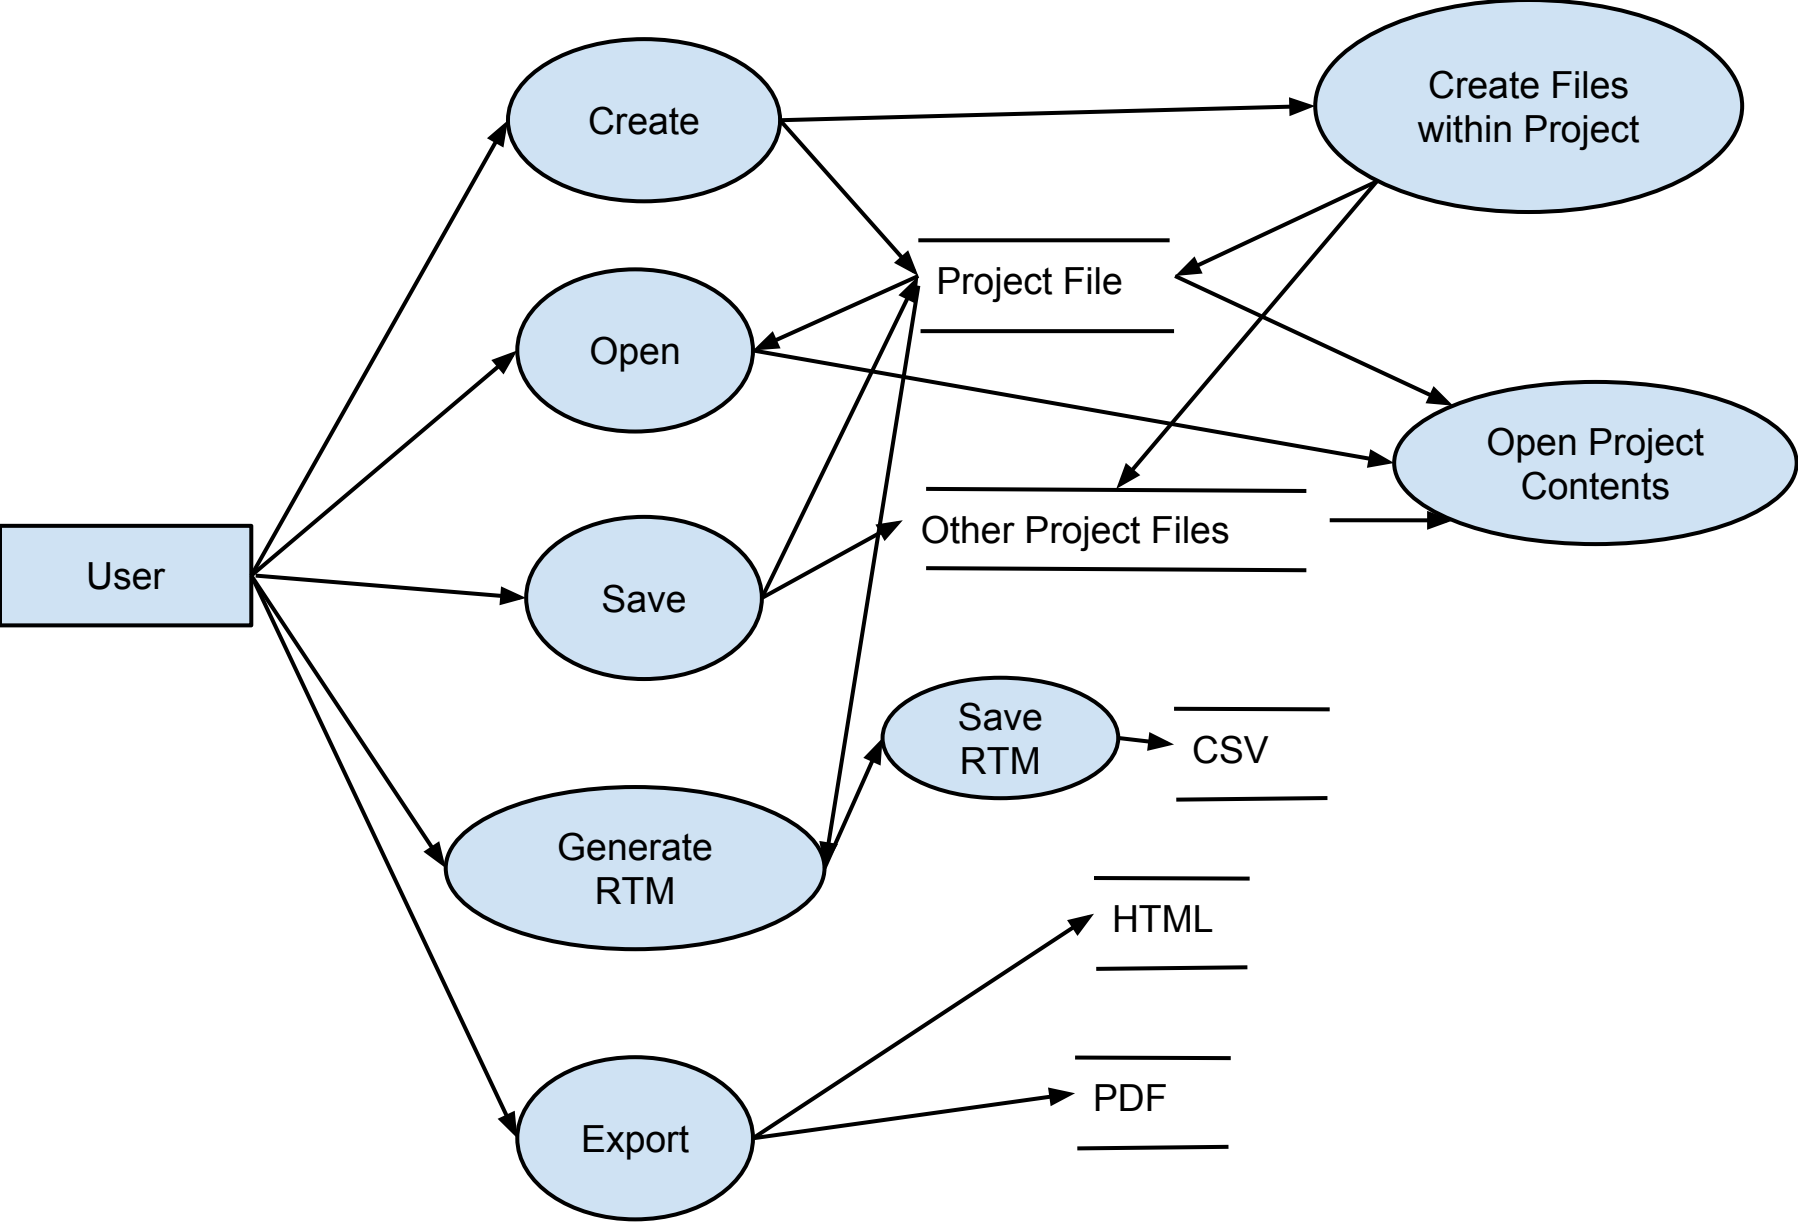 Create Files
within Project
Create
Project File
Open
Open Project
Contents
Other Project Files
User
Save
Save
RTM
CSV
Generate
RTM
HTML
PDF
Export